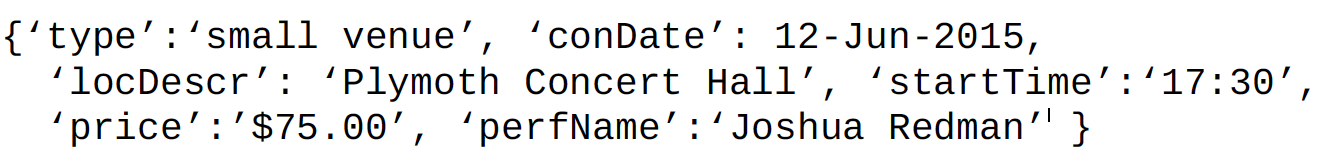 {‘type’:‘small venue’, ‘conDate’: 12-Jun-2015,
‘locDescr’: ‘Plymoth Concert Hall’, ‘startTime’:‘17:30’,
‘price’:’$75.00’, ‘perfName’:‘Joshua Redman’' }